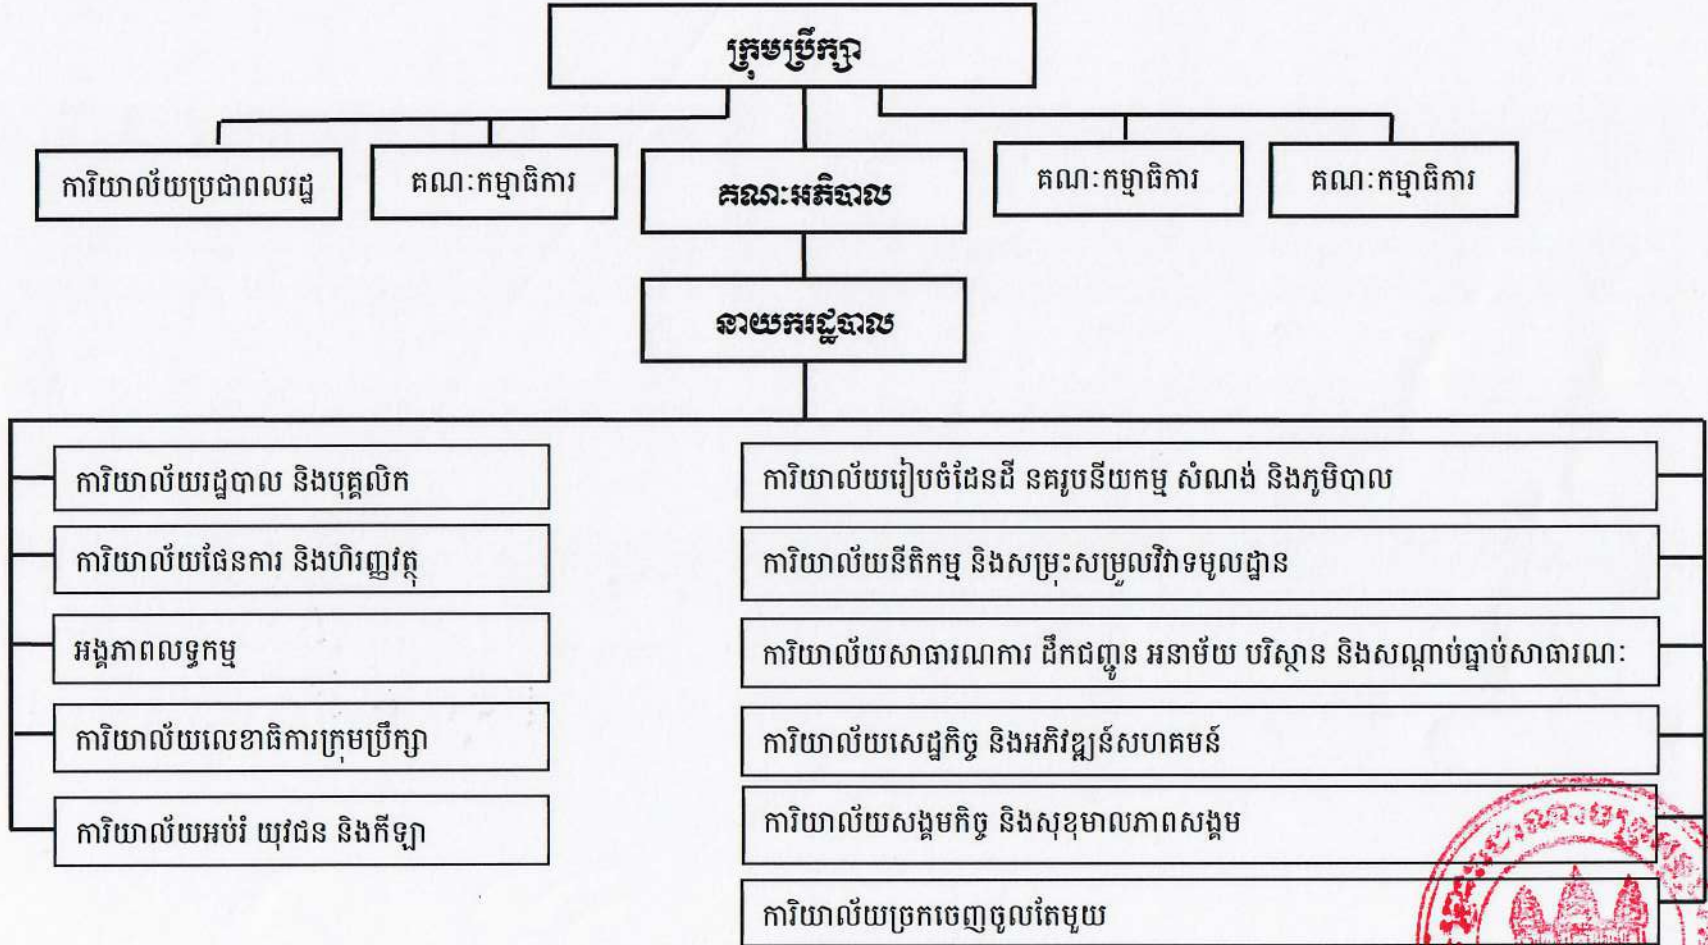 ក្រុមប្រឹក្សា
ការិយាល័យប្រជាពលរដ្ឋ
គណៈកម្មាធិការ
គណៈអភិបាល
គណៈកម្មាធិការ
គណៈកម្មាធិការ
នាយករដ្ឋបាល
ការិយាល័យរដ្ឋបាល និងបុគ្គលិក
ការិយាល័យផែនការ និងហិរញ្ញវត្ថុ
អង្គភាពលទ្ធកម្ម
ការិយាល័យលេខាធិការក្រុមប្រឹក្សា
ការិយាល័យអប់រំ យុវជន និងកីឡា
ការិយាល័យរៀបចំដែនដី នគរូបនីយកម្ម សំណង់ និងភូមិបាល
ការិយាល័យនីតិកម្ម និងសម្រុះសម្រួលវិវាទមូលដ្ឋាន
ការិយាល័យសាធារណការ ដឹកជញ្ជូន អនាម័យ បរិស្ថាន និងសណ្ដាប់ធ្នាប់សាធារណៈ
ការិយាល័យសេដ្ឋកិច្ច និងអភិវឌ្ឍន៍សហគមន៍
ការិយាល័យសង្គមកិច្ច និងសុខុមាលភាពសង្គម
ការិយាល័យច្រកចេញចូលតែមួយ